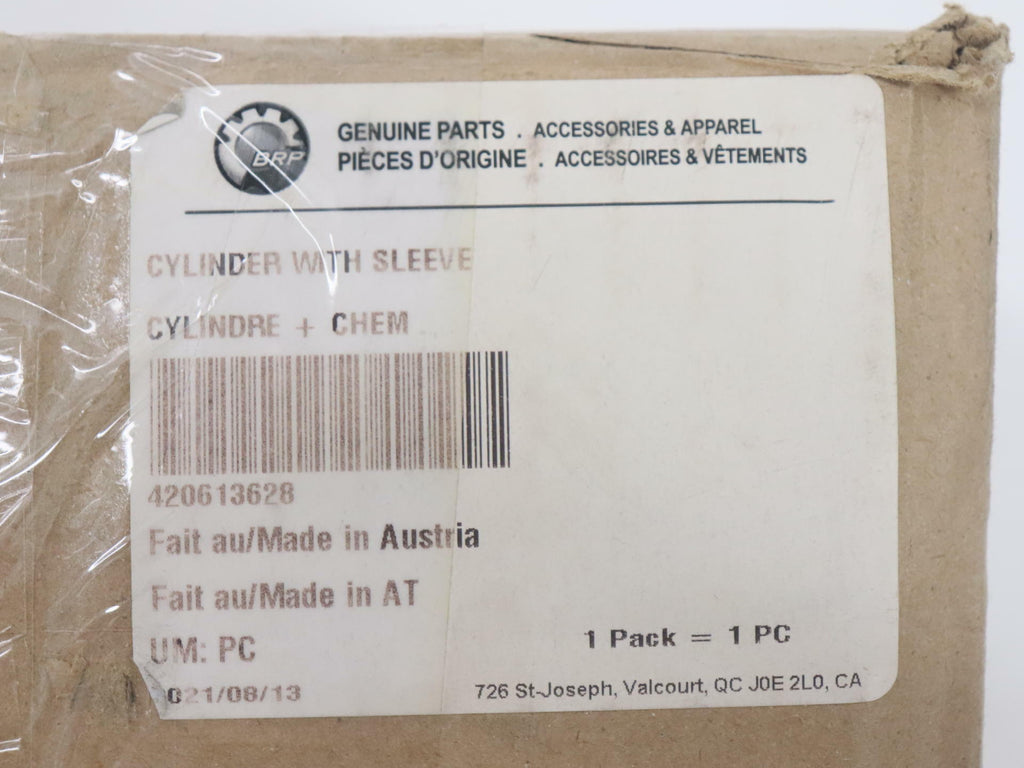 BRP
GENUINE PARTS . ACCESSORIES & APPAREL
PIÈCES D'ORIGINE . ACCESSOIRES & VÊTEMENTS
CYLINDER WITH SLEEVE
CYLINDRE + CHEM
420613628
Fait au/Made in Austria
Fait au/Made in AT
UM: PC
1 Pack = 1 PC
021/08/13
726 St-Joseph, Valcourt, QC J0E 2L0, CA